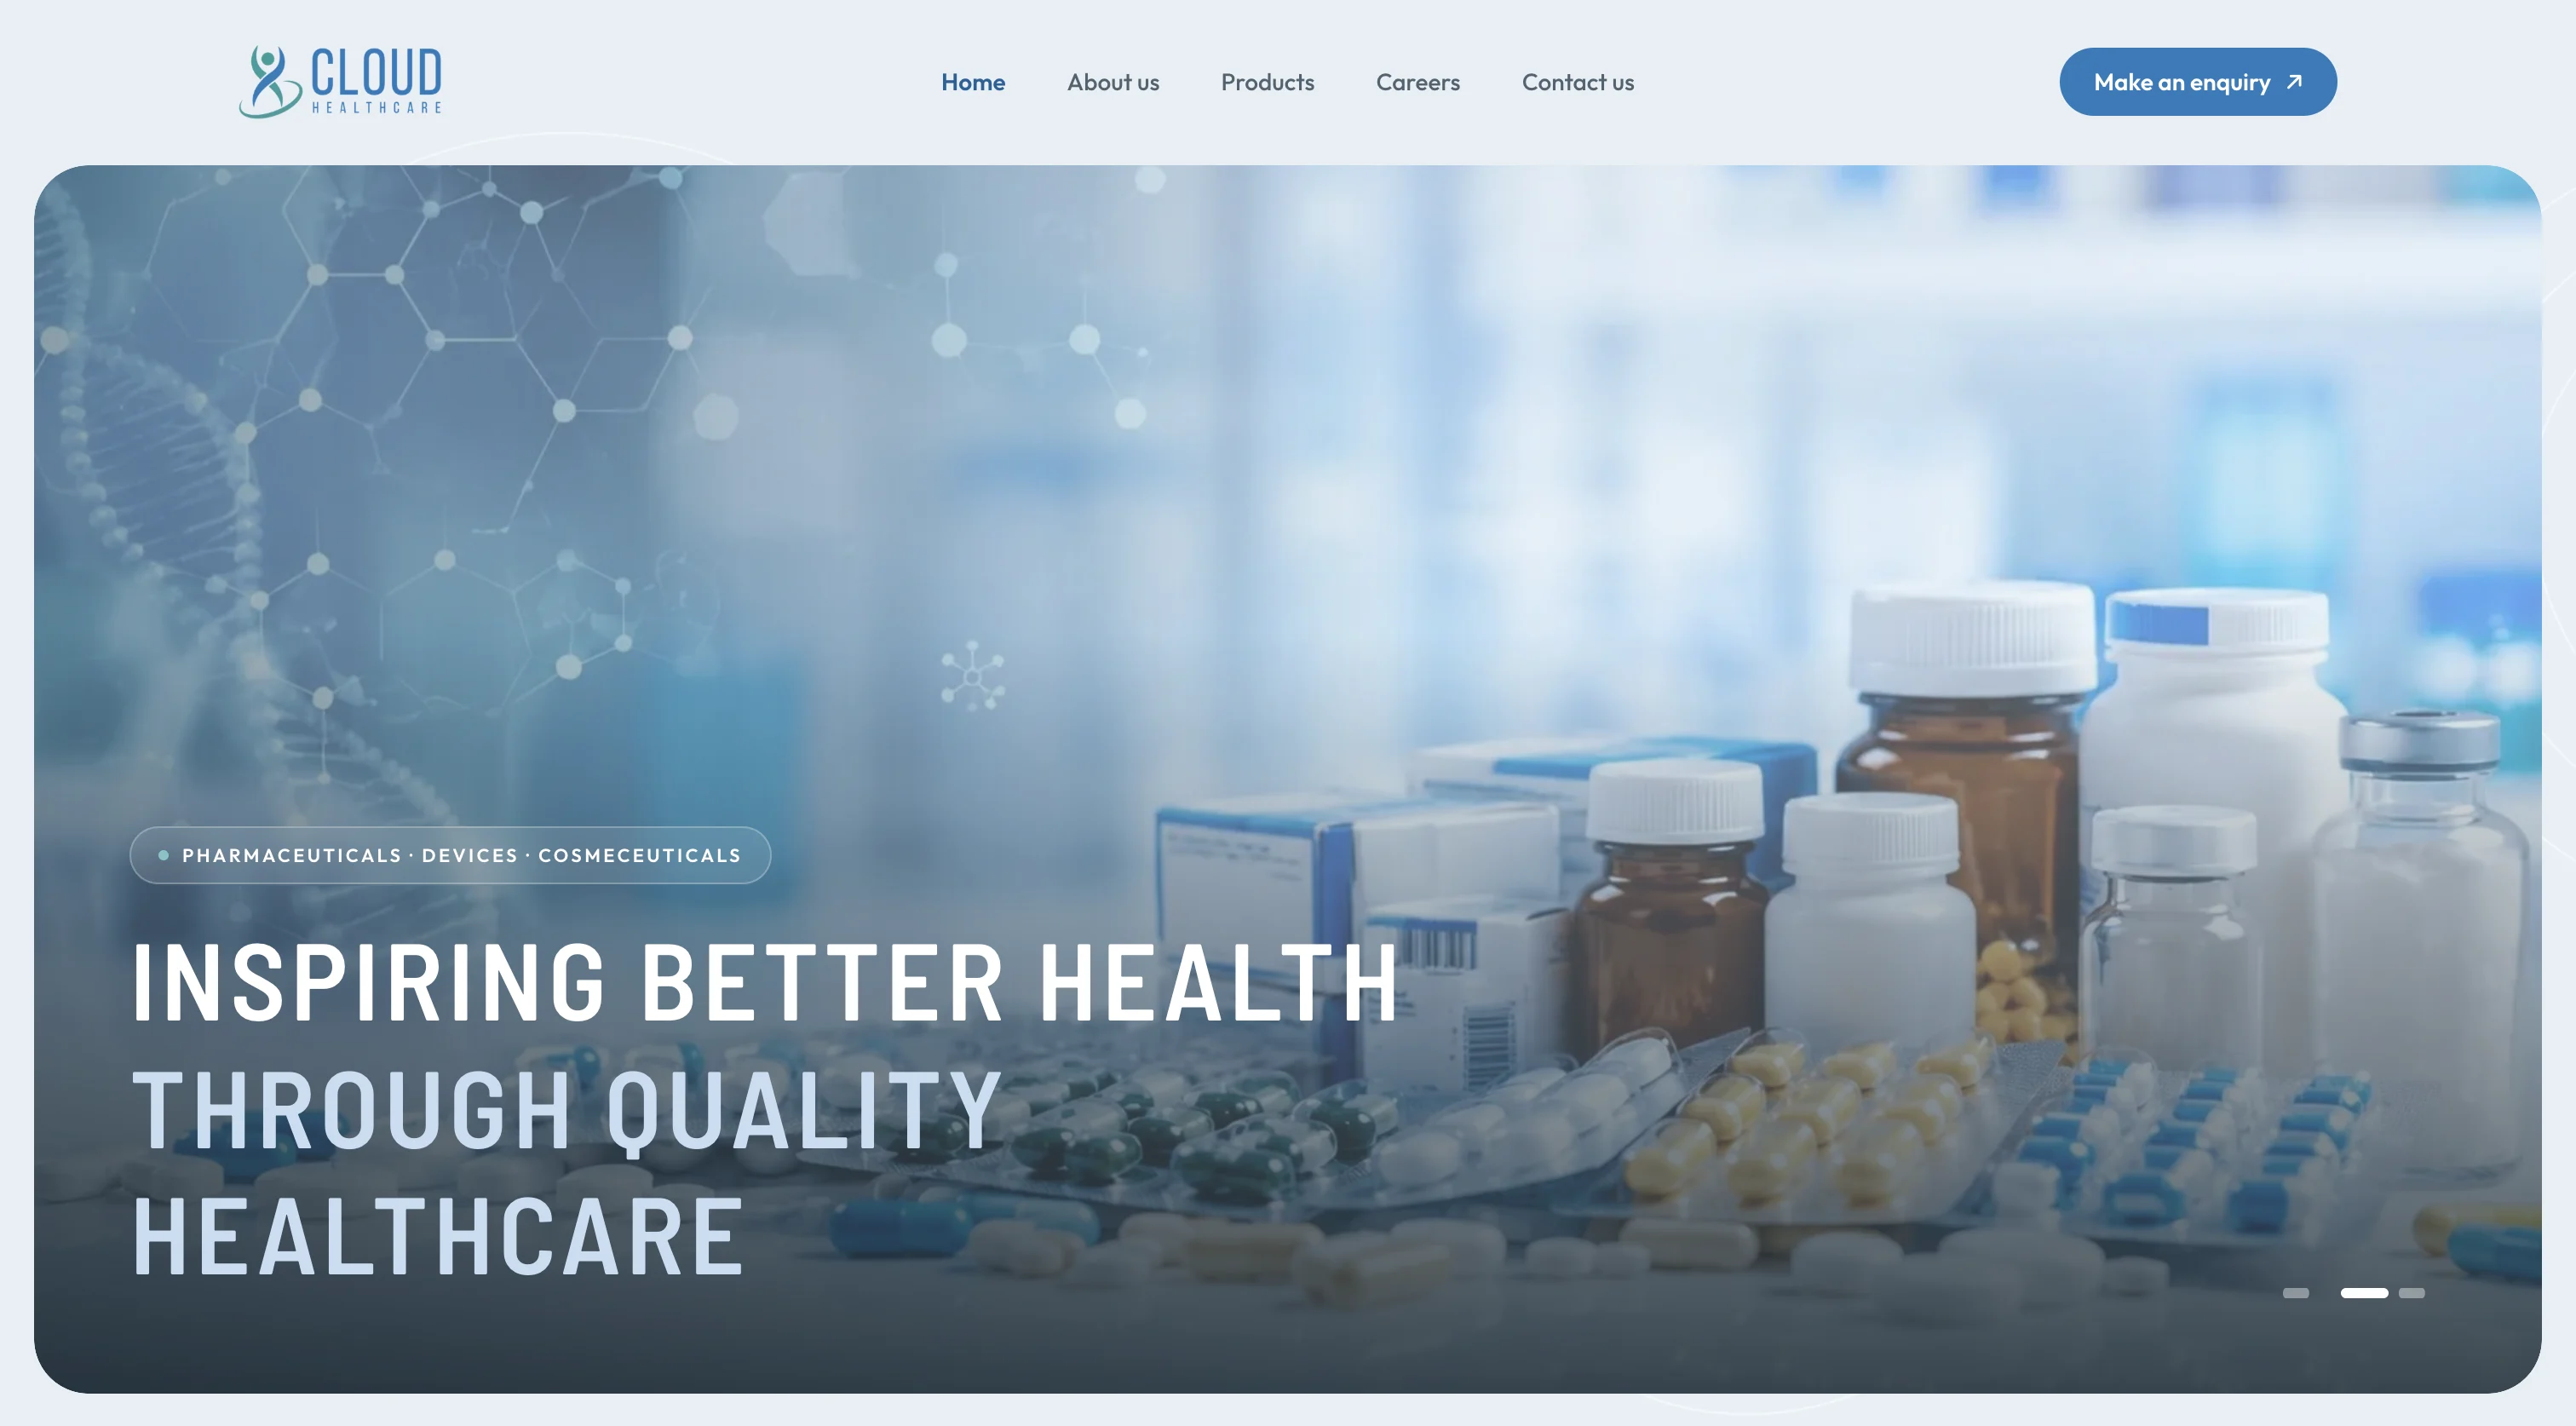 CLOUD
HEALTHCARE
Home
About us
Products
Careers
Contact us
Make an enquiry
PHARMACEUTICALS · DEVICES · COSMECEUTICALS
INSPIRING BETTER HEALTH
THROUGH QUALITY
HEALTHCARE